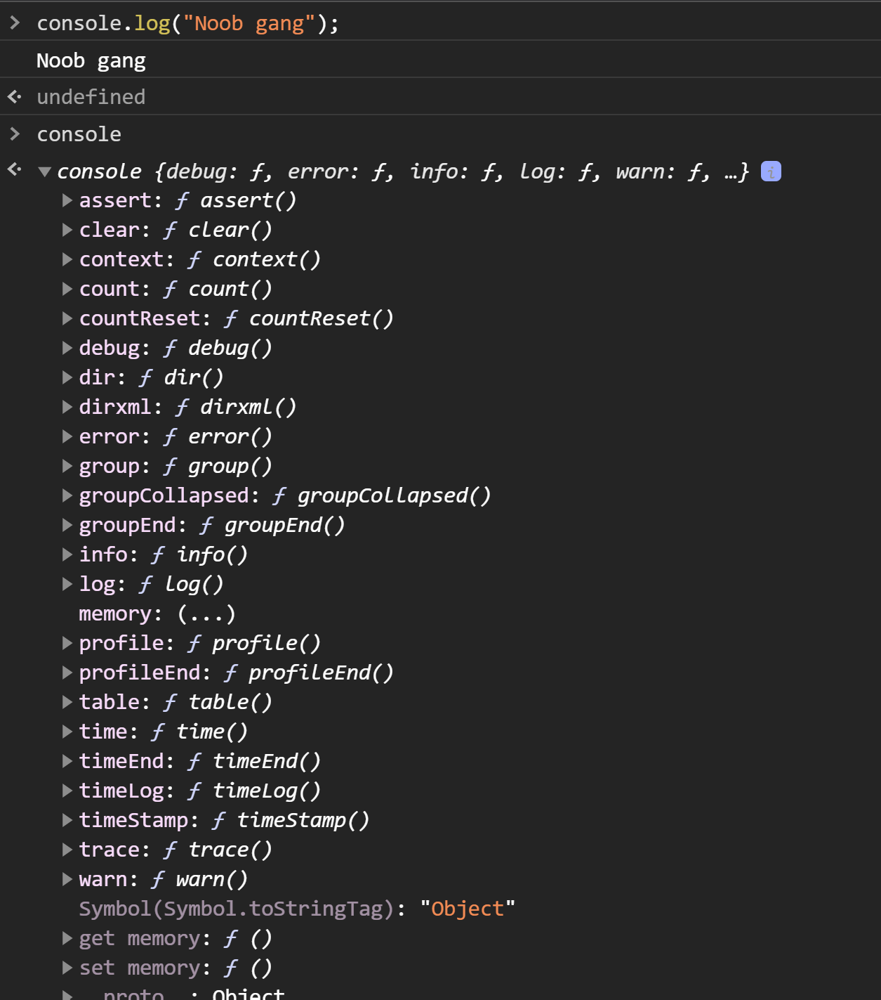 console.log("Noob gang");
Noob gang
undefined
console
console {debug: ƒ, error: ƒ, info: ƒ, log: ƒ, warn: ƒ, …} i
assert: ƒ assert()
clear: ƒ clear()
context: ƒ context()
count: ƒ count()
countReset: ƒ countReset()
debug: ƒ debug()
dir: ƒ dir()
dirxml: ƒ dirxml()
error: ƒ error()
group: ƒ group()
groupCollapsed: ƒ groupCollapsed()
groupEnd: ƒ groupEnd()
info: ƒ info()
log: ƒ log()
memory: (...)
profile: ƒ profile()
profileEnd: ƒ profileEnd()
table: ƒ table()
time: ƒ time()
timeEnd: ƒ timeEnd()
timeLog: ƒ timeLog()
timeStamp: ƒ timeStamp()
trace: ƒ trace()
warn: ƒ warn()
Symbol(Symbol.toStringTag): "Object"
get memory: ƒ ()
set memory: ƒ ()
__proto__: Object